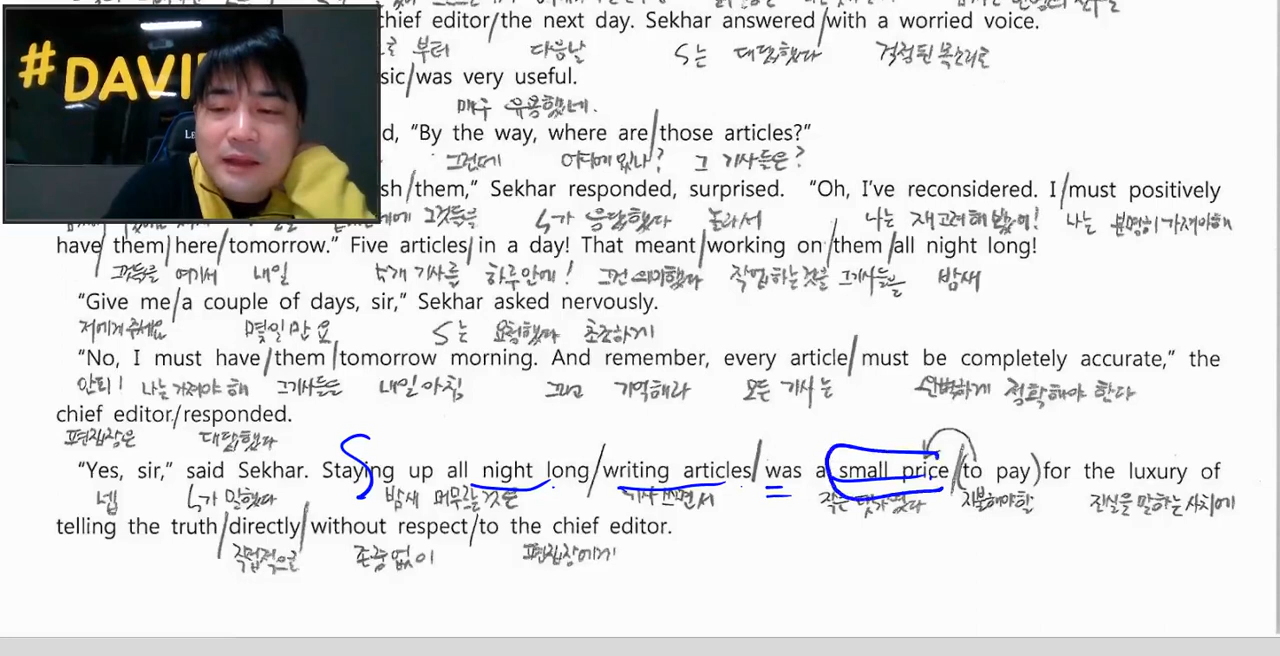 chief editor/the next day. Sekhar answered/with a worried voice.
부터 다음날 S는 대답했다 걱정된 목소리로
#DAVI
sic/was very useful.
매우 유용했네.
d, “By the way, where are/those articles?”
그런데 어디에 있나? 그 기사들은?
sh/them,” Sekhar responded, surprised. “Oh, I’ve reconsidered. I/must positively
그것들을 S가 응답했다 놀라서 나는 재고려해봤어! 나는 분명히 가져야해
have/them/here/tomorrow.” Five articles/in a day! That meant/working on/them/all night long!
그것들을 여기서 내일 5개 기사를 하루안에! 그건 의미했다 작업하는것을 그기사들을 밤새
“Give me/a couple of days, sir,” Sekhar asked nervously.
저에게 주세요 몇일만요 S는 요청했다 초조하게
“No, I must have/them/tomorrow morning. And remember, every article/must be completely accurate,” the
안돼! 나는 가져야 해 그기사들을 내일 아침 그리고 기억해라 모든 기사는 완벽하게 정확해야 한다
chief editor/responded.
편집장은 대답했다
“Yes, sir,” said Sekhar. Staying up all night long/writing articles/was a small price/(to pay)for the luxury of
넵 S가 말했다 밤새 머무는것은 지불해야할 진실을 말하는 사치에
telling the truth/directly/without respect/to the chief editor.
직접적으로 존중 없이 편집장에게